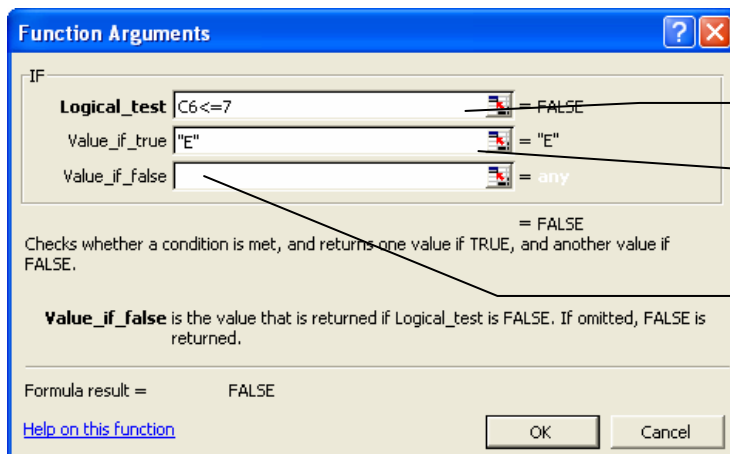 Function Arguments
IF
Logical_test C6<=7 = FALSE
Value_if_true "E" = "E"
Value_if_false = any
= FALSE
Checks whether a condition is met, and returns one value if TRUE, and another value if
FALSE.
Value_if_false is the value that is returned if Logical_test is FALSE. If omitted, FALSE is
returned.
Formula result = FALSE
Help on this function OK Cancel